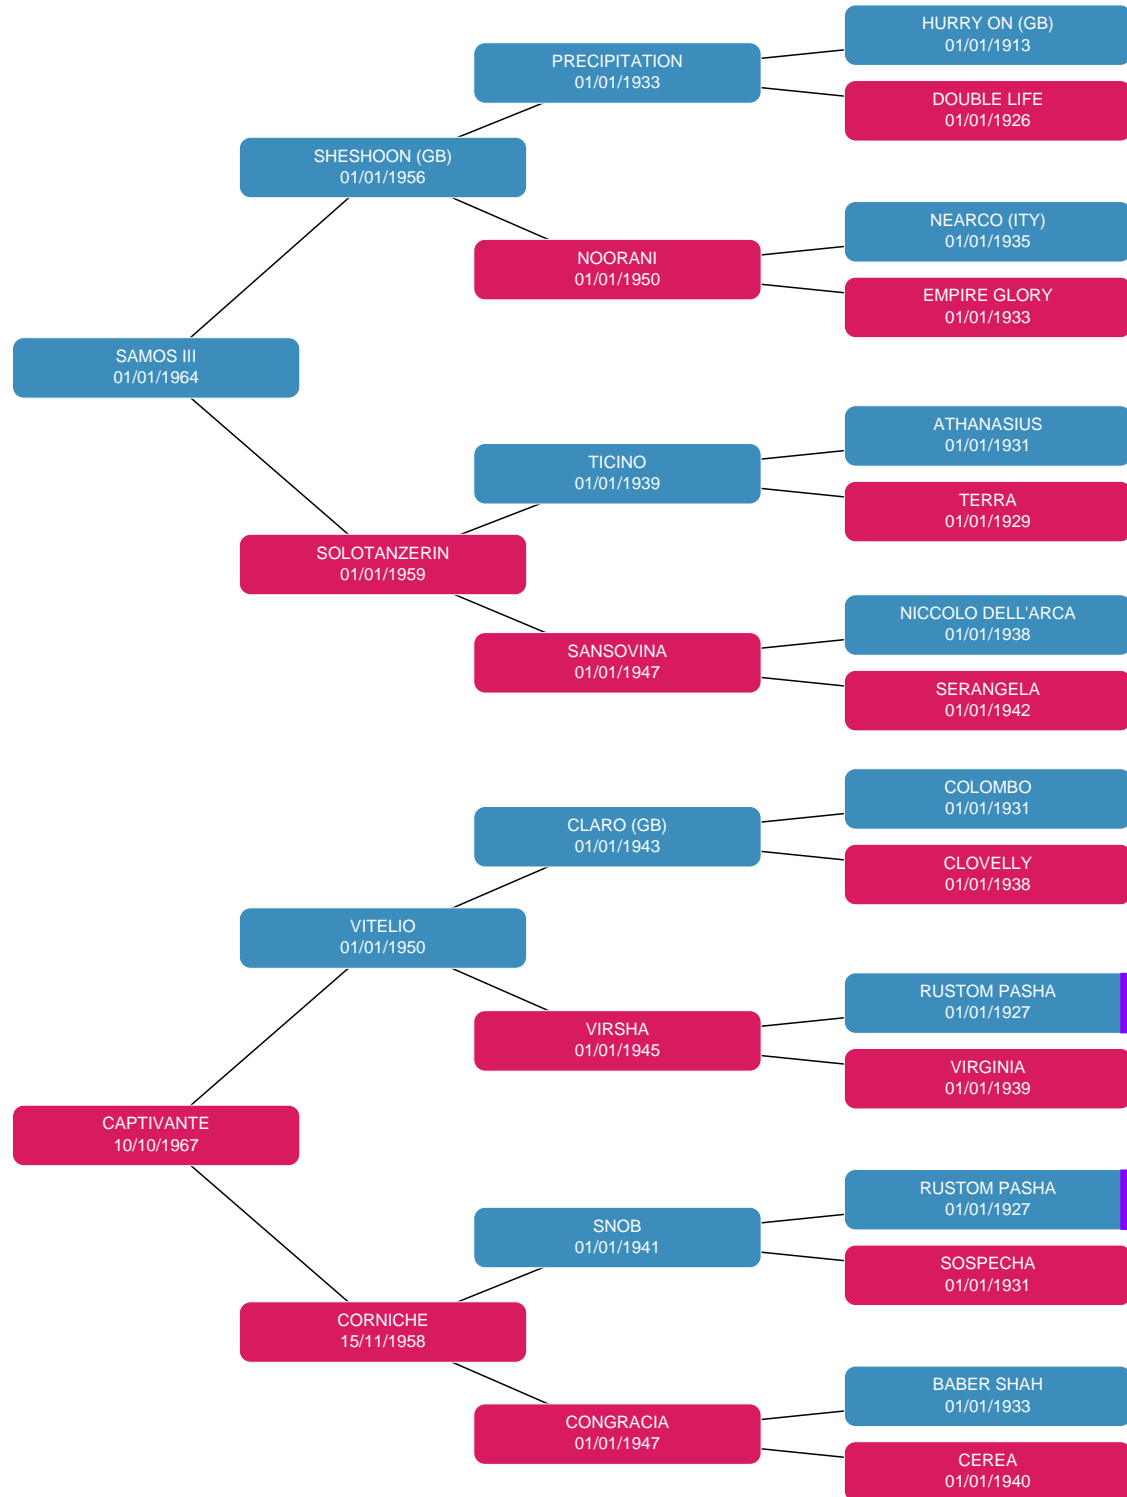 HURRY ON (GB)
01/01/1913
PRECIPITATION
01/01/1933
DOUBLE LIFE
01/01/1926
SHESHOON (GB)
01/01/1956
NEARCO (ITY)
01/01/1935
NOORANI
01/01/1950
EMPIRE GLORY
01/01/1933
SAMOS III
01/01/1964
ATHANASIUS
01/01/1931
TICINO
01/01/1939
TERRA
01/01/1929
SOLOTANZERIN
01/01/1959
NICCOLO DELL'ARCA
01/01/1938
SANSOVINA
01/01/1947
SERANGELA
01/01/1942
COLOMBO
01/01/1931
CLARO (GB)
01/01/1943
CLOVELLY
01/01/1938
VITELIO
01/01/1950
RUSTOM PASHA
01/01/1927
VIRSHA
01/01/1945
VIRGINIA
01/01/1939
CAPTIVANTE
10/10/1967
RUSTOM PASHA
01/01/1927
SNOB
01/01/1941
SOSPECHA
01/01/1931
CORNICHE
15/11/1958
BABER SHAH
01/01/1933
CONGRACIA
01/01/1947
CEREA
01/01/1940